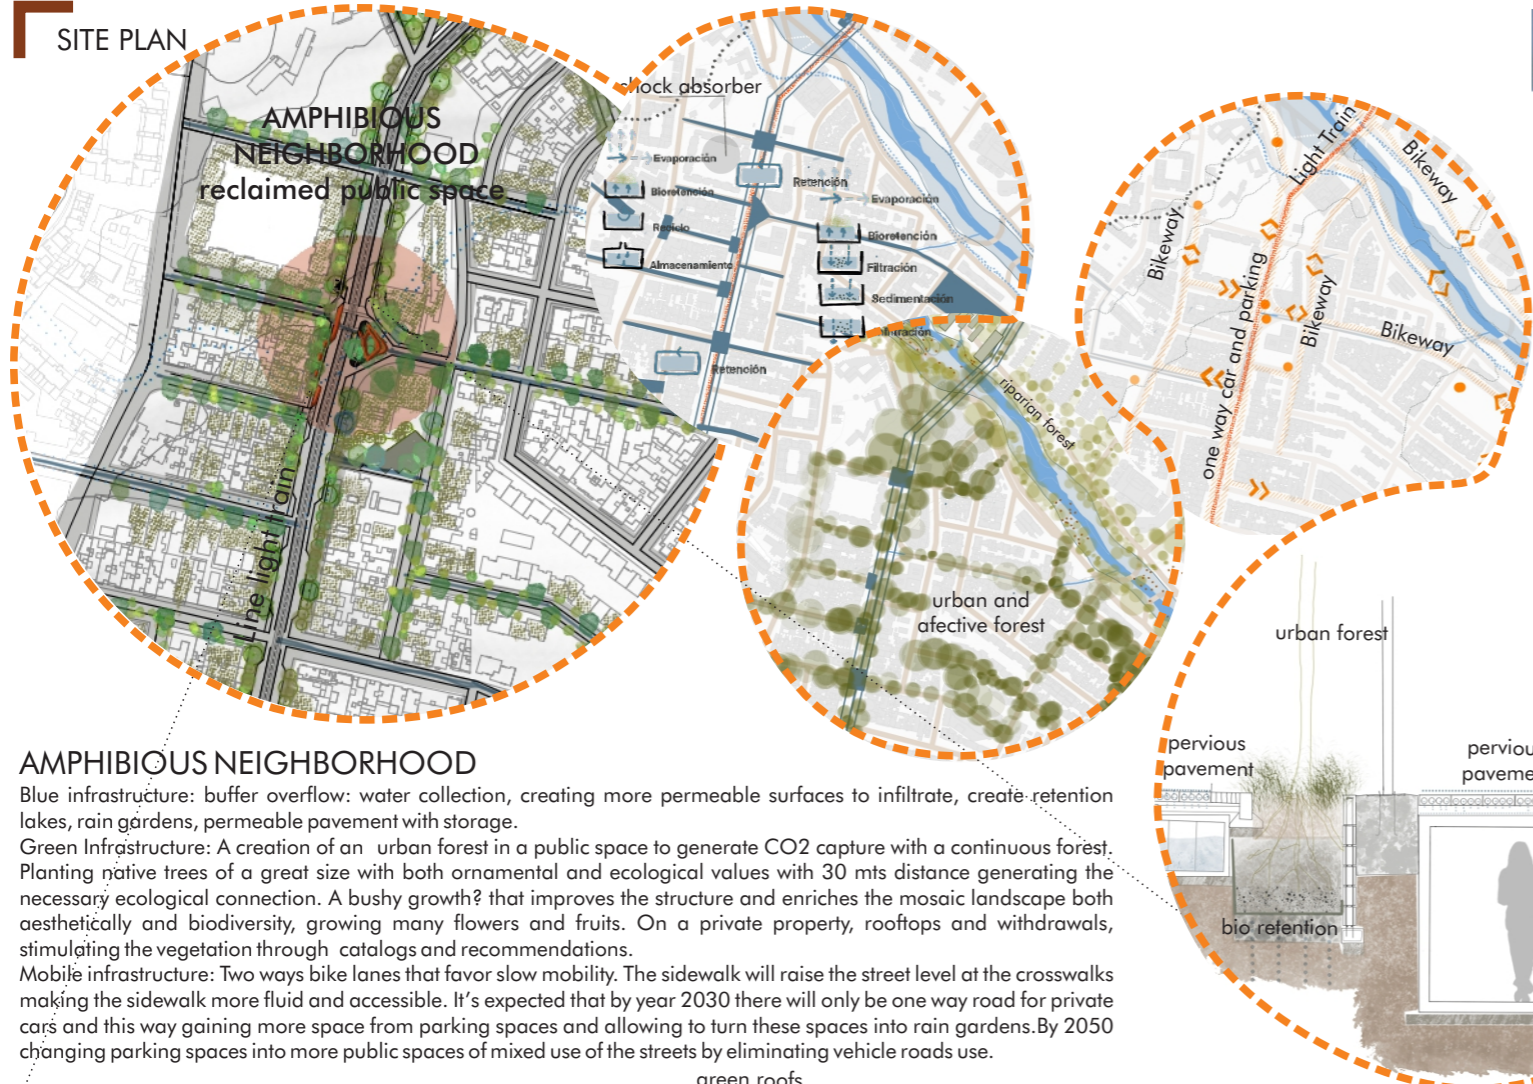 SITE PLAN
AMPHIBIOUS
NEIGHBORHOOD
reclaimed public space
Line light train
shock absorber
Evaporación
Bioretención
Reciclo
Almacenamiento
Retención
Evaporación
Bioretención
Filtración
Sedimentación
Retención
riparian forest
urban and
afective forest
Light Train
Bikeway
Bikeway
Bikeway
Bikeway
one way car and parking
urban forest
pervious
pavement
perviou
paveme
bio retention
AMPHIBIOUS NEIGHBORHOOD
Blue infrastructure: buffer overflow: water collection, creating more permeable surfaces to infiltrate, create retention
lakes, rain gardens, permeable pavement with storage.
Green Infrastructure: A creation of an urban forest in a public space to generate CO2 capture with a continuous forest.
Planting native trees of a great size with both ornamental and ecological values with 30 mts distance generating the
necessary ecological connection. A bushy growth? that improves the structure and enriches the mosaic landscape both
aesthetically and biodiversity, growing many flowers and fruits. On a private property, rooftops and withdrawals,
stimulating the vegetation through catalogs and recommendations.
Mobile infrastructure: Two ways bike lanes that favor slow mobility. The sidewalk will raise the street level at the crosswalks
making the sidewalk more fluid and accessible. It's expected that by year 2030 there will only be one way road for private
cars and this way gaining more space from parking spaces and allowing to turn these spaces into rain gardens.By 2050
changing parking spaces into more public spaces of mixed use of the streets by eliminating vehicle roads use.
green roofs